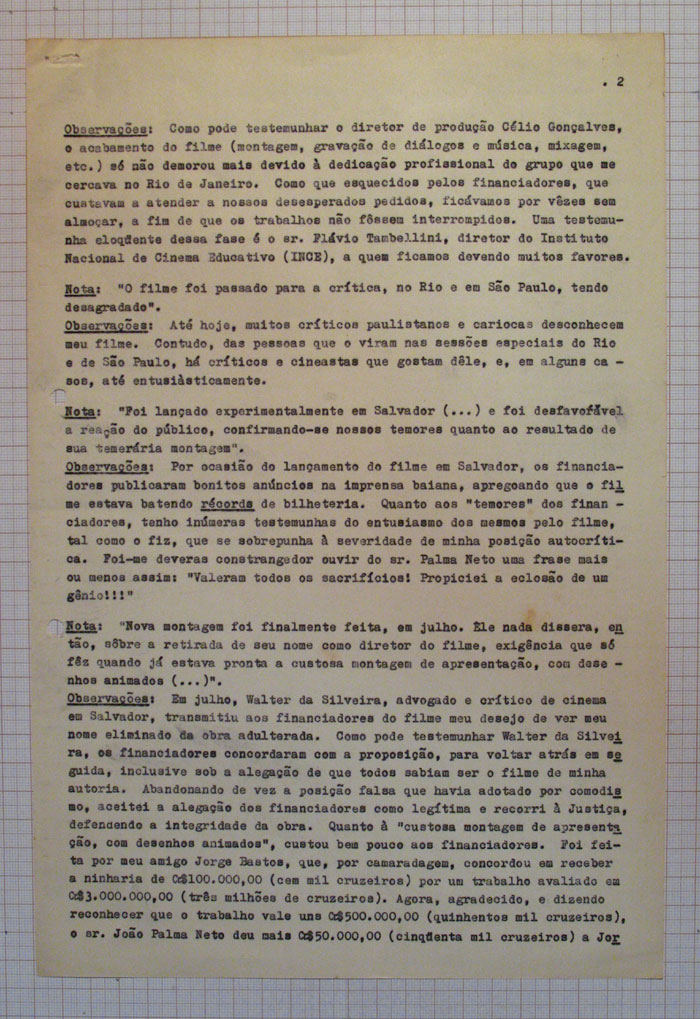 . 2
Observações: Como pode testemunhar o diretor de produção Célio Gonçalves,
o acabamento do filme (montagem, gravação de diálogos e música, mixagem,
etc.) só não demorou mais devido à dedicação profissional do grupo que me
cercava no Rio de Janeiro. Como que esquecidos pelos financiadores, que
custavam a atender a nossos desesperados pedidos, ficávamos por vêzes sem
almoçar, a fim de que os trabalhos não fôssem interrompidos. Uma testemu-
nha eloqüente dessa fase é o sr. Flávio Tambellini, diretor do Instituto
Nacional de Cinema Educativo (INCE), a quem ficamos devendo muitos favores.
Nota: "O filme foi passado para a crítica, no Rio e em São Paulo, tendo
desagradado".
Observações: Até hoje, muitos críticos paulistanos e cariocas desconhecem
meu filme. Contudo, das pessoas que o viram nas sessões especiais do Rio
e de São Paulo, há críticos e cineastas que gostam dêle, e, em alguns ca -
sos, até entusiàsticamente.
Nota: "Foi lançado experimentalmente em Salvador (...) e foi desfavorável
a reação do público, confirmando-se nossos temores quanto ao resultado de
sua temerária montagem".
Observações: Por ocasião do lançamento do filme em Salvador, os financia-
dores publicaram bonitos anúncios na imprensa baiana, apregoando que o fil
me estava batendo récords de bilheteria. Quanto aos "temores" dos finan -
ciadores, tenho inúmeras testemunhas do entusiasmo dos mesmos pelo filme,
tal como o fiz, que se sobrepunha à severidade de minha posição autocríti-
ca. Foi-me deveras constrangedor ouvir do sr. Palma Neto uma frase mais
ou menos assim: "Valeram todos os sacrifícios! Propiciei a eclosão de um
gênio!!!"
Nota: "Nova montagem foi finalmente feita, em julho. Êle nada dissera, en
tão, sôbre a retirada de seu nome como diretor do filme, exigência que só
fêz quando já estava pronta a custosa montagem de apresentação, com dese -
nhos animados (...)".
Observações: Em julho, Walter da Silveira, advogado e crítico de cinema
em Salvador, transmitiu aos financiadores do filme meu desejo de ver meu
nome eliminado da obra adulterada. Como pode testemunhar Walter da Silvei
ra, os financiadores concordaram com a proposição, para voltar atrás em se
guida, inclusive sob a alegação de que todos sabiam ser o filme de minha
autoria. Abandonando de vez a posição falsa que havia adotado por comodis
mo, aceitei a alegação dos financiadores como legítima e recorri à Justiça,
defendendo a integridade da obra. Quanto à "custosa montagem de apresenta
ção, com desenhos animados", custou bem pouco aos financiadores. Foi fei-
ta por meu amigo Jorge Bastos, que, por camaradagem, concordou em receber
a ninharia de Cr$100.000,00 (cem mil cruzeiros) por um trabalho avaliado em
Cr$3.000.000,00 (três milhões de cruzeiros). Agora, agradecido, e dizendo
reconhecer que o trabalho vale uns Cr$500.000,00 (quinhentos mil cruzeiros),
o sr. João Palma Neto deu mais Cr$50.000,00 (cinqüenta mil cruzeiros) a Jor